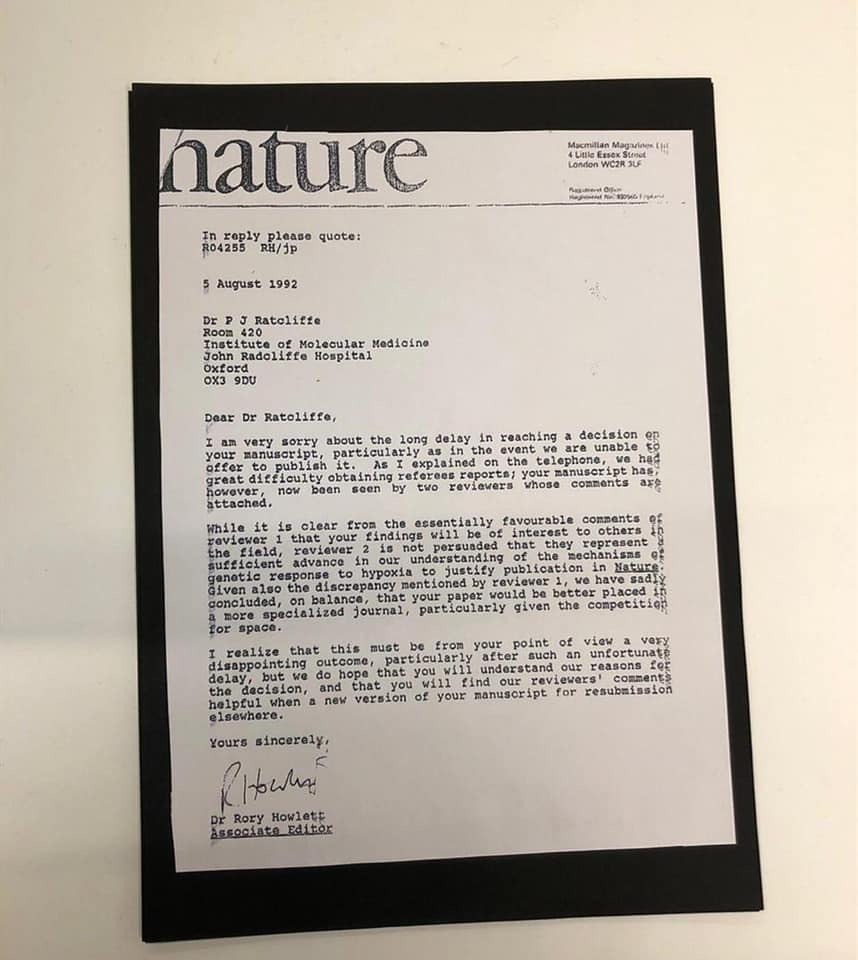 nature
Macmillan Magazines Ltd
4 Little Essex Street
London WC2R 3LF
Registered Office
Registered No. England
In reply please quote:
R04255 RH/jp
5 August 1992
Dr P J Ratcliffe
Room 420
Institute of Molecular Medicine
John Radcliffe Hospital
Oxford
OX3 9DU
Dear Dr Ratcliffe,
I am very sorry about the long delay in reaching a decision on
your manuscript, particularly as in the event we are unable to
offer to publish it. As I explained on the telephone, we had
great difficulty obtaining referees reports; your manuscript has,
however, now been seen by two reviewers whose comments are
attached.
While it is clear from the essentially favourable comments of
reviewer 1 that your findings will be of interest to others in
the field, reviewer 2 is not persuaded that they represent a
sufficient advance in our understanding of the mechanisms of
genetic response to hypoxia to justify publication in Nature.
Given also the discrepancy mentioned by reviewer 1, we have sadly
concluded, on balance, that your paper would be better placed in
a more specialized journal, particularly given the competition
for space.
I realize that this must be from your point of view a very
disappointing outcome, particularly after such an unfortunate
delay, but we do hope that you will understand our reasons for
the decision, and that you will find our reviewers' comments
helpful when a new version of your manuscript for resubmission
elsewhere.
Yours sincerely,
R Howlett
Dr Rory Howlett
Associate Editor